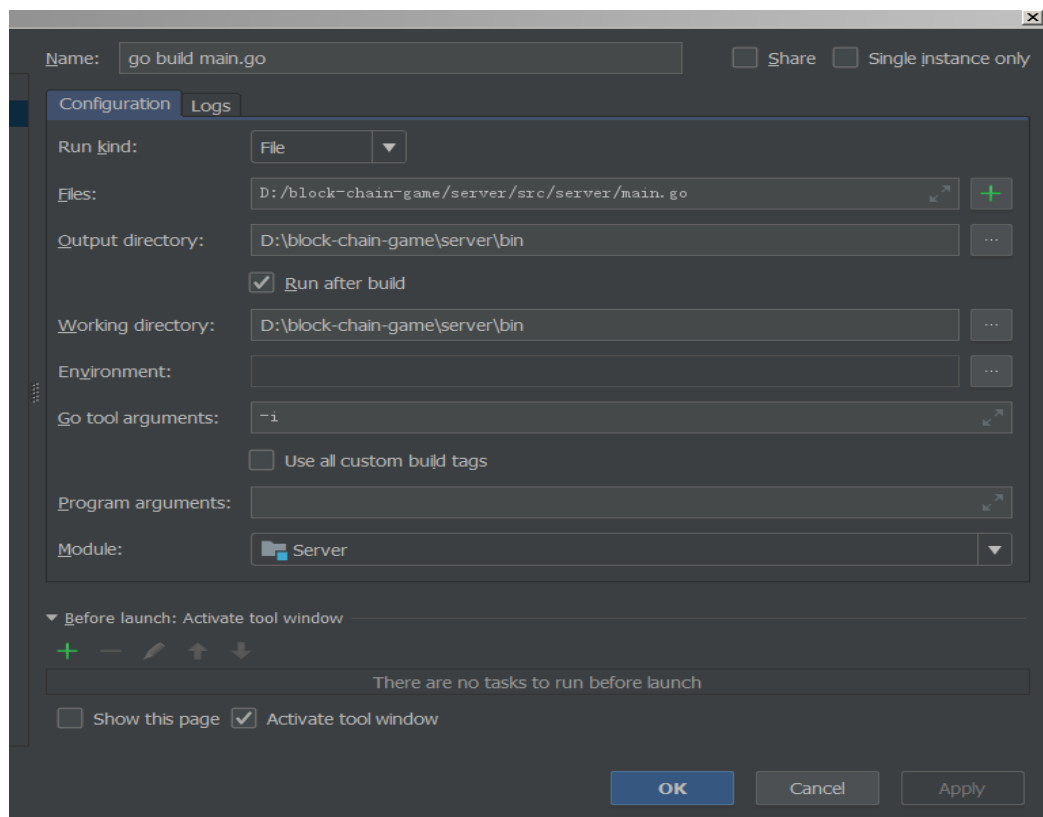 Name: go build main.go Share Single instance only
Configuration Logs
Run kind: File
Files: D:/block-chain-game/server/src/server/main.go
Output directory: D:\block-chain-game\server\bin ...
Run after build
Working directory: D:\block-chain-game\server\bin ...
Environment: ...
Go tool arguments: -i
Use all custom build tags
Program arguments:
Module: Server
Before launch: Activate tool window
There are no tasks to run before launch
Show this page Activate tool window
OK Cancel Apply